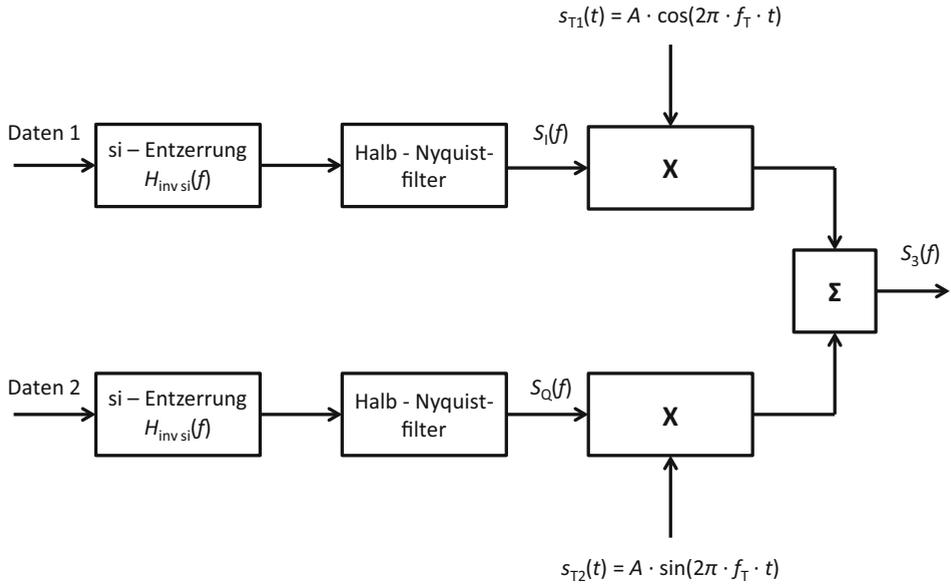 s_T1(t) = A · cos(2π · f_T · t)
Daten 1
si – Entzerrung
H_inv si(f)
Halb - Nyquist-
filter
S_I(f)
X
Σ
S_3(f)
Daten 2
si – Entzerrung
H_inv si(f)
Halb - Nyquist-
filter
S_Q(f)
X
s_T2(t) = A · sin(2π · f_T · t)